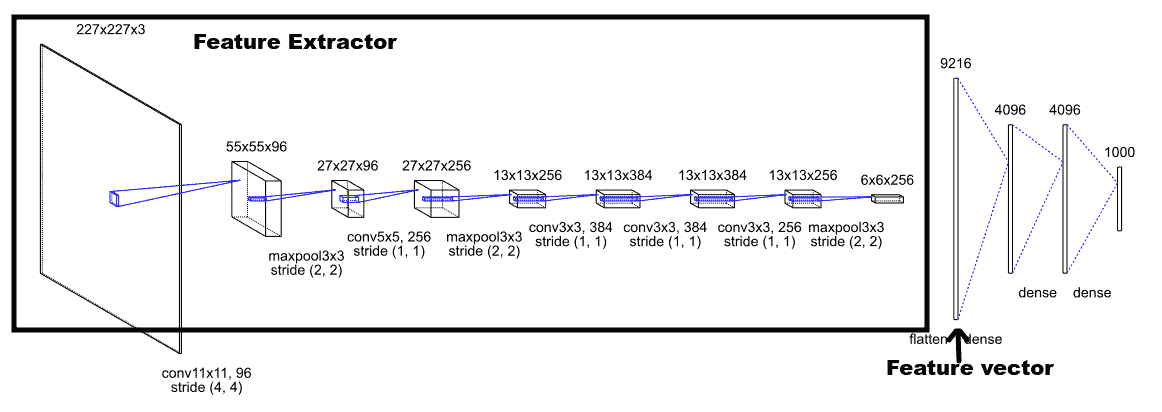 227x227x3
Feature Extractor
55x55x96
27x27x96
27x27x256
13x13x256
13x13x384
13x13x384
13x13x256
6x6x256
9216
4096
4096
1000
conv11x11, 96
stride (4, 4)
maxpool3x3
stride (2, 2)
conv5x5, 256
stride (1, 1)
maxpool3x3
stride (2, 2)
conv3x3, 384
stride (1, 1)
conv3x3, 384
stride (1, 1)
conv3x3, 256
stride (1, 1)
maxpool3x3
stride (2, 2)
flatten
dense
dense
dense
Feature vector